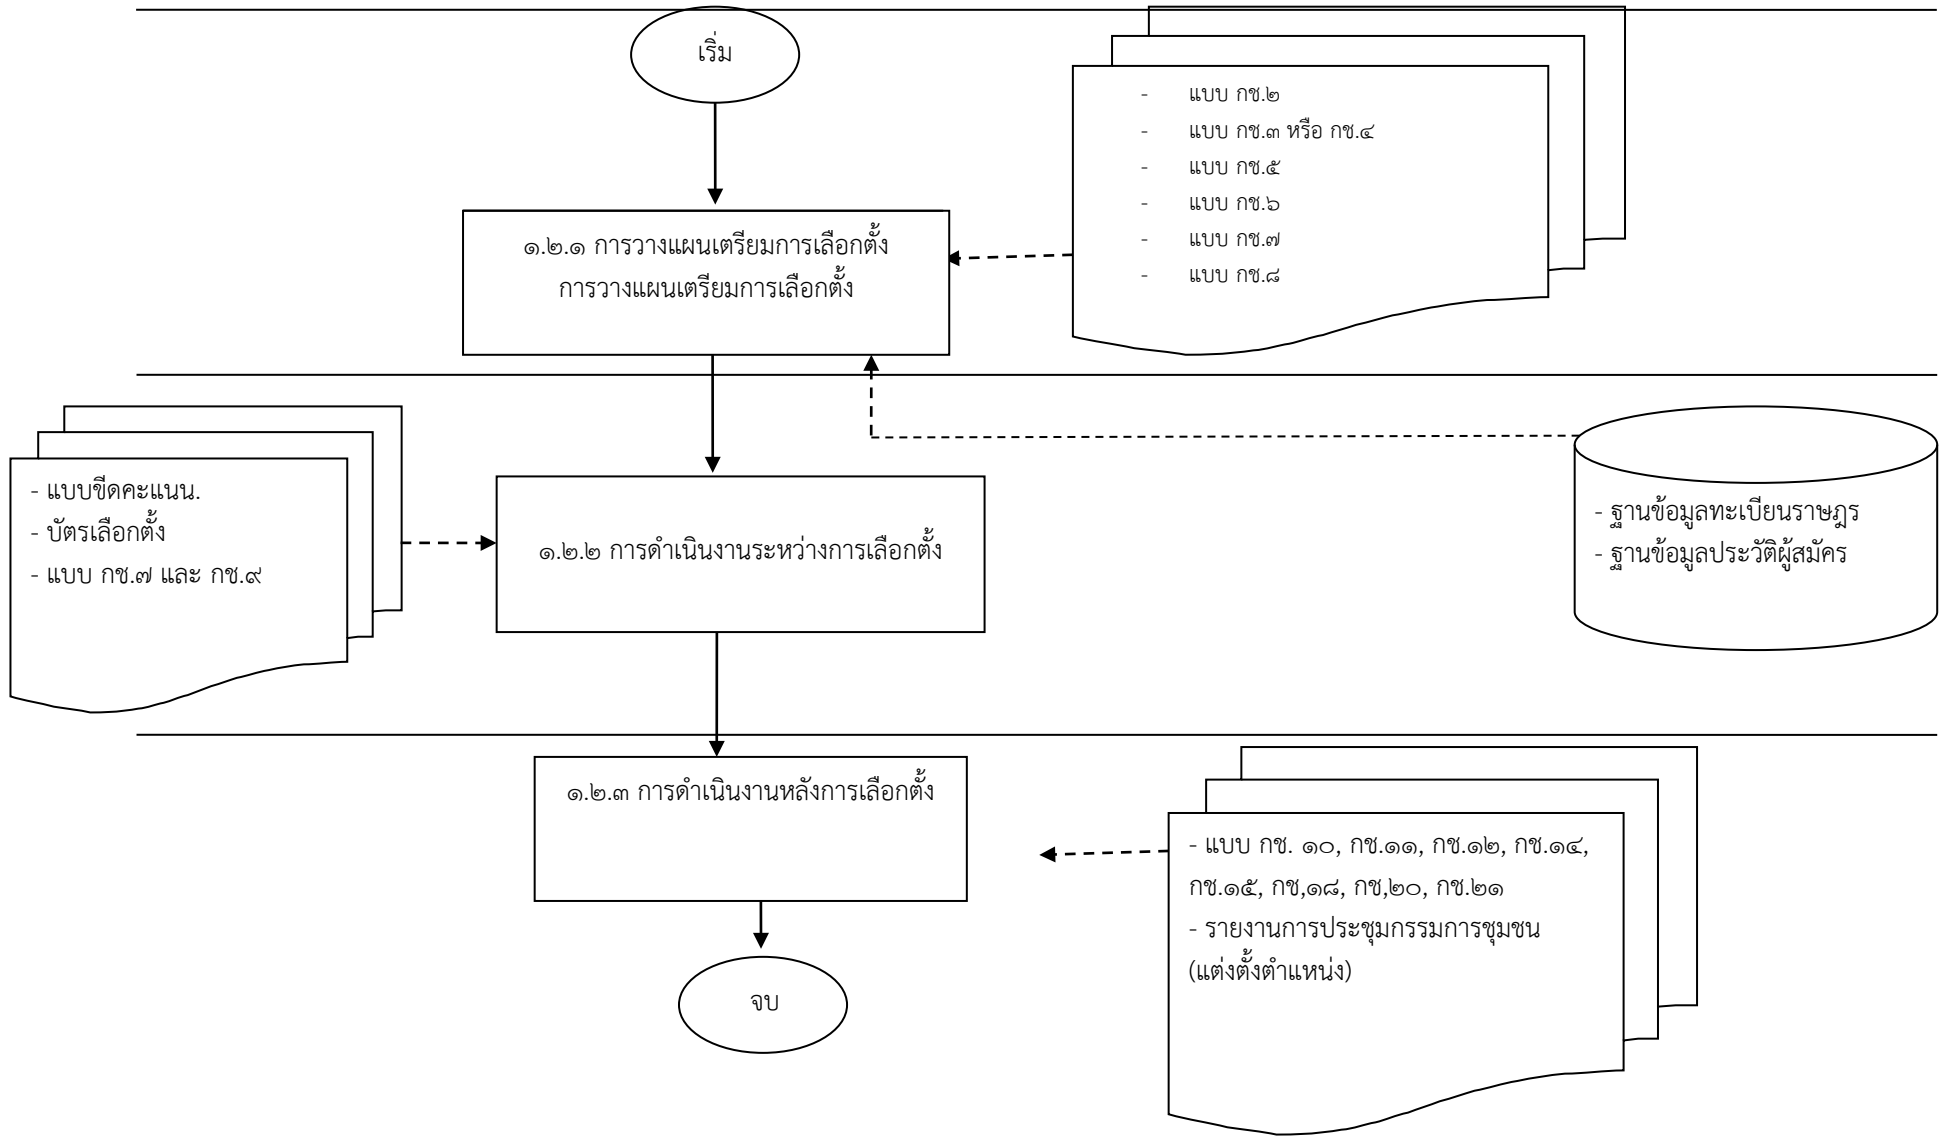 เริ่ม
- แบบ กช.๒
- แบบ กช.๓ หรือ กช.๔
- แบบ กช.๕
- แบบ กช.๖
- แบบ กช.๗
- แบบ กช.๘
๑.๒.๑ การวางแผนเตรียมการเลือกตั้ง
การวางแผนเตรียมการเลือกตั้ง
- แบบขีดคะแนน.
- บัตรเลือกตั้ง
- แบบ กช.๗ และ กช.๙
๑.๒.๒ การดำเนินงานระหว่างการเลือกตั้ง
- ฐานข้อมูลทะเบียนราษฎร
- ฐานข้อมูลประวัติผู้สมัคร
๑.๒.๓ การดำเนินงานหลังการเลือกตั้ง
- แบบ กช. ๑๐, กช.๑๑, กช.๑๒, กช.๑๔,
กช.๑๕, กช,๑๘, กช,๒๐, กช.๒๑
- รายงานการประชุมกรรมการชุมชน
(แต่งตั้งตำแหน่ง)
จบ